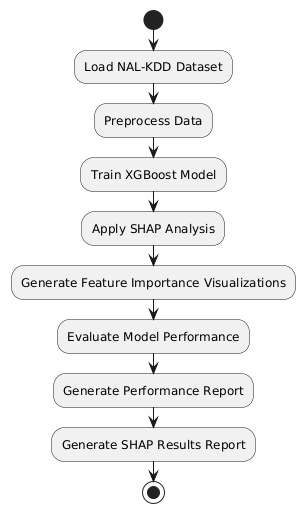 Load NAL-KDD Dataset
Preprocess Data
Train XGBoost Model
Apply SHAP Analysis
Generate Feature Importance Visualizations
Evaluate Model Performance
Generate Performance Report
Generate SHAP Results Report